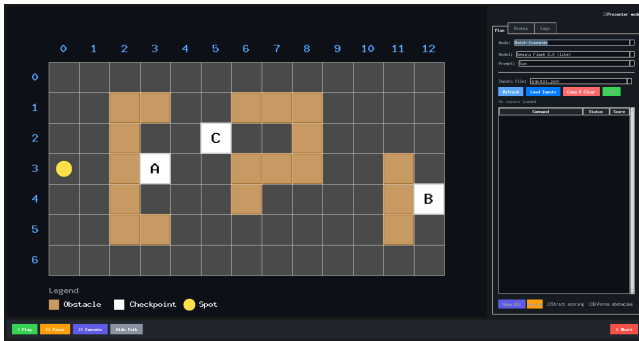 Presenter mode
Plan Status Logs
Mode: Batch Commands
Model: Gemini Flash 2.0 (Lite)
Prompt:
Inputs file: inputs1.json
Refresh Load Inputs Copy & Clear
No inputs loaded
Command Status Score
0 1 2 3 4 5 6 7 8 9 10 11 12
0
1
2 C
3 A
4 B
5
6
Legend
Obstacle Checkpoint Spot
Strict scoring Enforce obstacles
Play Pause >> Execute Hide Path Abort